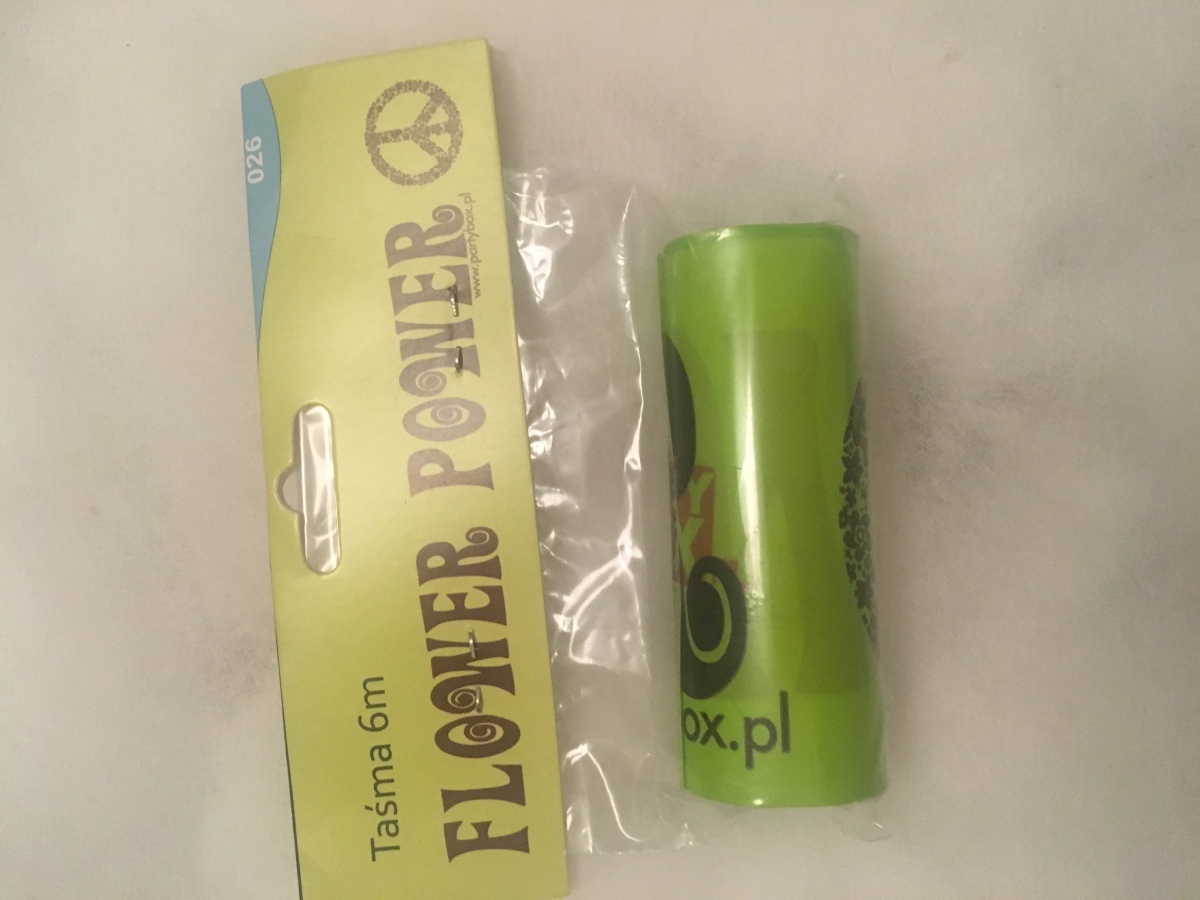 026
Taśma 6m
FLOWER POWER
www.partybox.pl
ox.pl